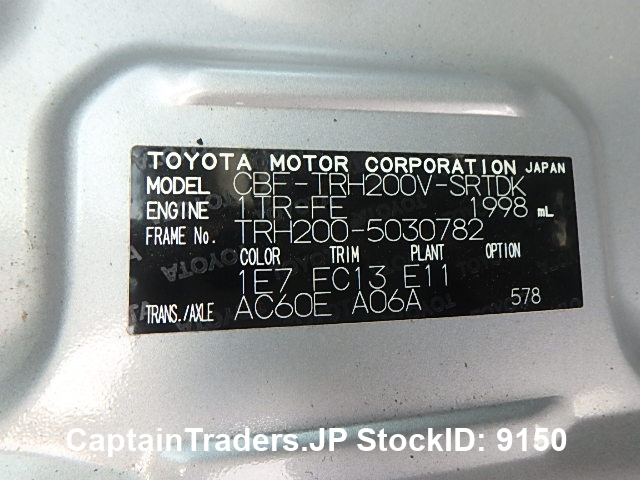 TOYOTA MOTOR CORPORATION JAPAN
MODEL CBF-TRH200V-SRTDK
ENGINE 1TR-FE 1998 mL
FRAME No. TRH200-5030782
COLOR TRIM PLANT OPTION
1E7 FC13 E11
TRANS./AXLE AC60E A06A 578
CaptainTraders.JP StockID: 9150